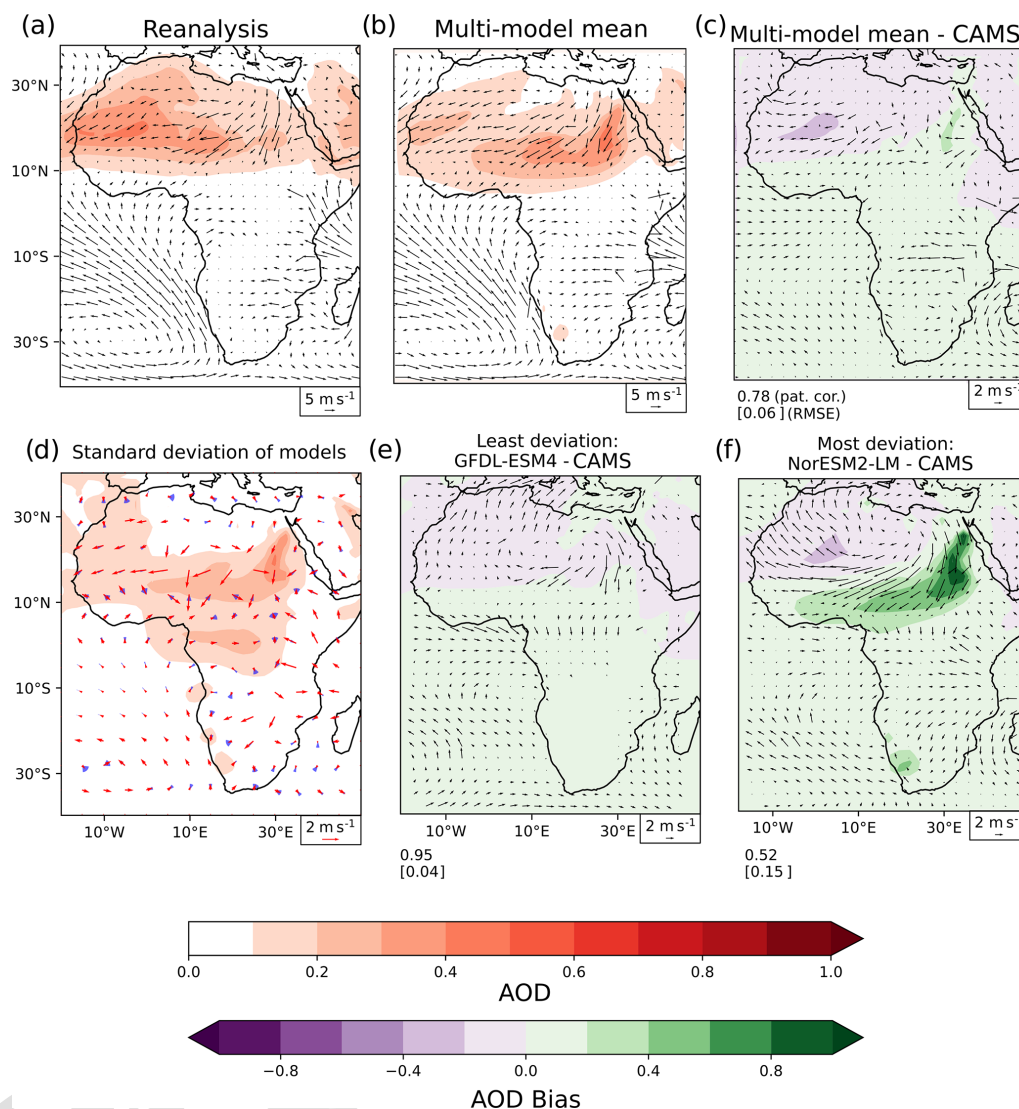 (a)
Reanalysis
(b)
Multi-model mean
(c)
Multi-model mean - CAMS
30°N
10°N
10°S
30°S
5 m s⁻¹
5 m s⁻¹
2 m s⁻¹
0.78 (pat. cor.)
[0.06 ] (RMSE)
(d)
Standard deviation of models
(e)
Least deviation:
GFDL-ESM4 - CAMS
(f)
Most deviation:
NorESM2-LM - CAMS
30°N
10°N
10°S
30°S
10°W
10°E
30°E
2 m s⁻¹
10°W
10°E
30°E
2 m s⁻¹
10°W
10°E
30°E
2 m s⁻¹
0.95
[0.04]
0.52
[0.15 ]
0.0
0.2
0.4
0.6
0.8
1.0
AOD
−0.8
−0.4
0.0
0.4
0.8
AOD Bias